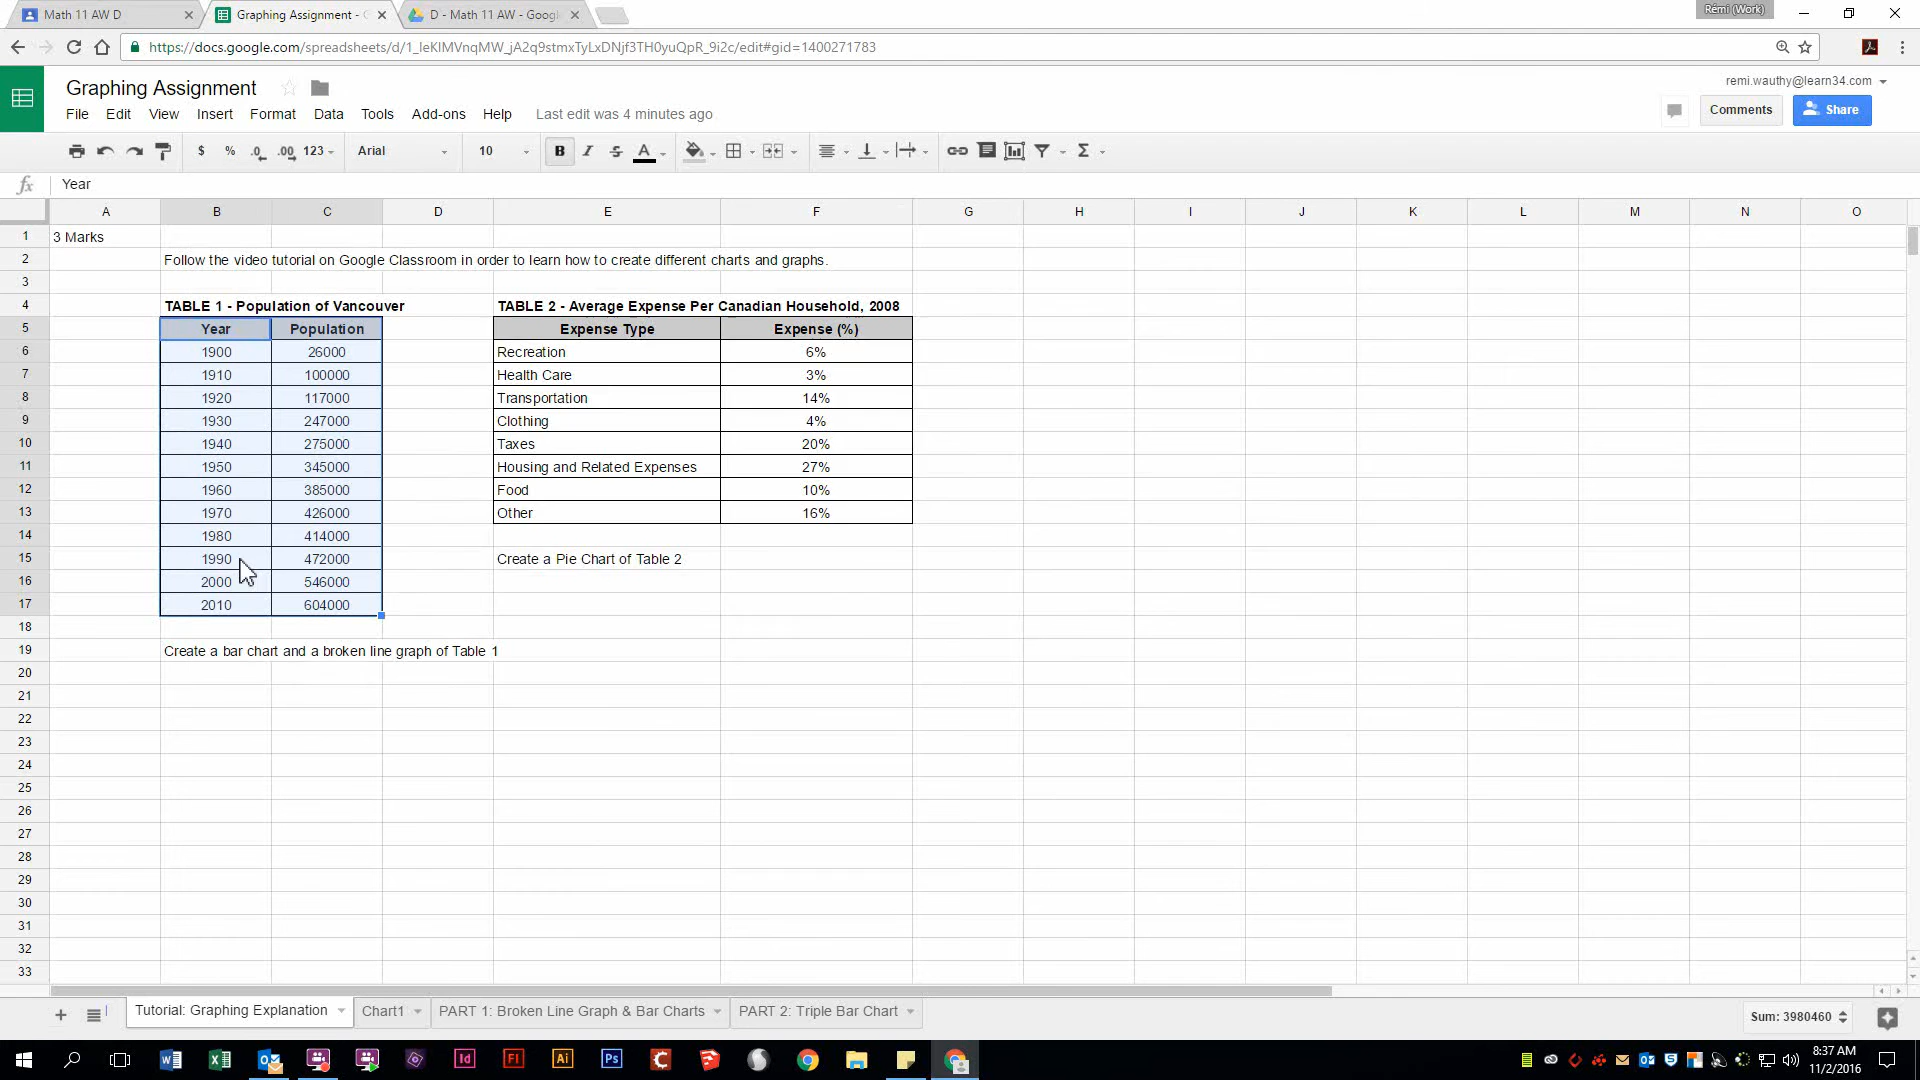 Math 11 AW D
Graphing Assignment - G
D - Math 11 AW - Googl
Rémi (Work)
https://docs.google.com/spreadsheets/d/1_IeKIMVnqMW_jA2q9stmxTyLxDNjf3TH0yuQpR_9i2c/edit#gid=1400271783
Graphing Assignment
remi.wauthy@learn34.com
File Edit View Insert Format Data Tools Add-ons Help Last edit was 4 minutes ago
Comments Share
$ % .0 .00 123 Arial 10 B I S A Σ
fx Year
A B C D E F G H I J K L M N O
1 3 Marks
2 Follow the video tutorial on Google Classroom in order to learn how to create different charts and graphs.
3
4 TABLE 1 - Population of Vancouver TABLE 2 - Average Expense Per Canadian Household, 2008
5 Year Population Expense Type Expense (%)
6 1900 26000 Recreation 6%
7 1910 100000 Health Care 3%
8 1920 117000 Transportation 14%
9 1930 247000 Clothing 4%
10 1940 275000 Taxes 20%
11 1950 345000 Housing and Related Expenses 27%
12 1960 385000 Food 10%
13 1970 426000 Other 16%
14 1980 414000
15 1990 472000 Create a Pie Chart of Table 2
16 2000 546000
17 2010 604000
18
19 Create a bar chart and a broken line graph of Table 1
20
21
22
23
24
25
26
27
28
29
30
31
32
33
+ Tutorial: Graphing Explanation Chart1 PART 1: Broken Line Graph & Bar Charts PART 2: Triple Bar Chart Sum: 3980460
Id Fl Ai Ps
8:37 AM
11/2/2016